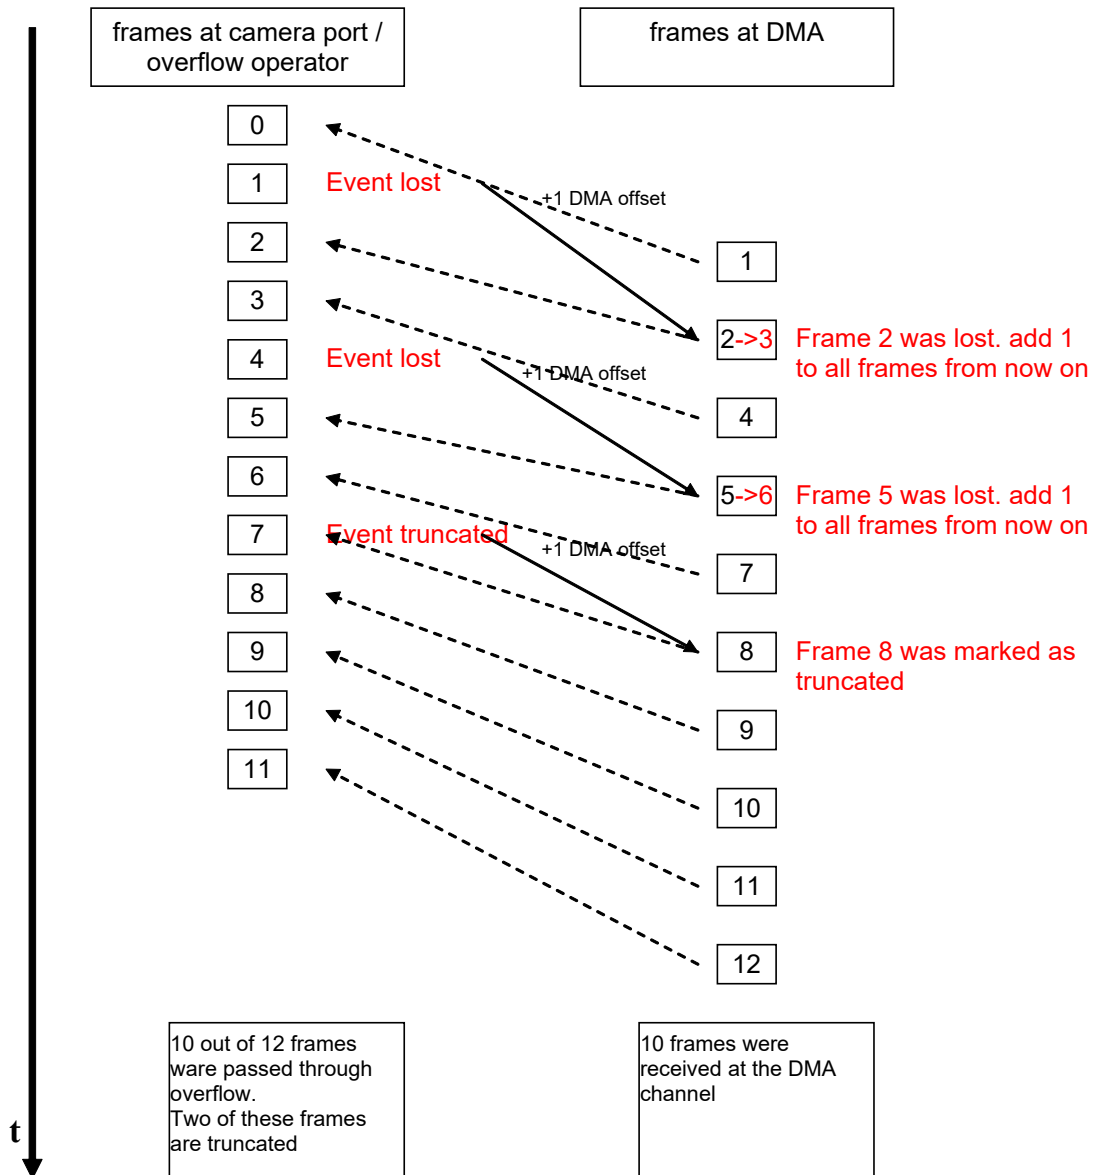 frames at camera port /
overflow operator
frames at DMA
0
1
Event lost
+1 DMA offset
2
1
3
2->3
Frame 2 was lost. add 1
to all frames from now on
4
Event lost
+1 DMA offset
5
4
6
5->6
Frame 5 was lost. add 1
to all frames from now on
7
Event truncated
+1 DMA offset
7
8
9
8
Frame 8 was marked as
truncated
10
9
11
10
11
12
10 out of 12 frames
ware passed through
overflow.
Two of these frames
are truncated
10 frames were
received at the DMA
channel
t